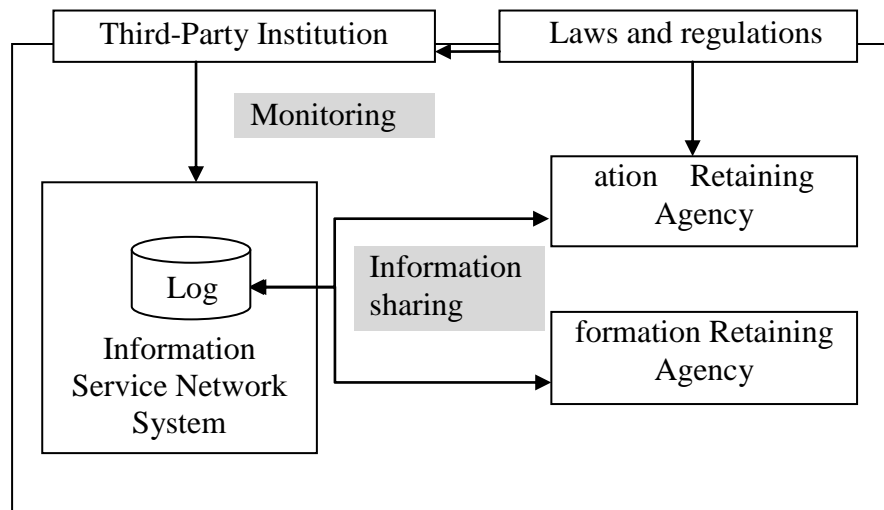 Third-Party Institution
Laws and regulations
Monitoring
ation Retaining
Agency
Log
Information
Service Network
System
Information
sharing
formation Retaining
Agency